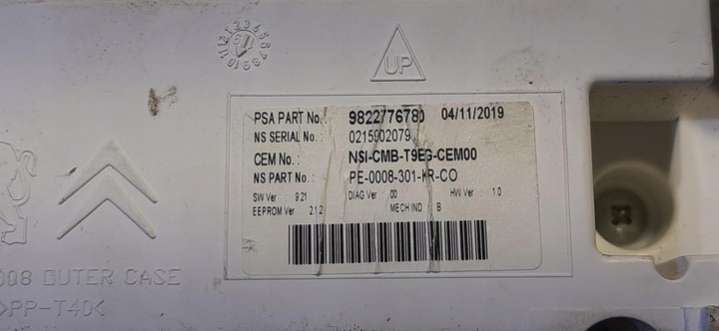 UP
PSA PART No.: 9822776780 04/11/2019
NS SERIAL No.: 0215902079
CEM No.: NSI-CMB-T9EG-CEM00
NS PART No.: PE-0008-301-KR-CO
SW Ver : 9.21 DIAG Ver : 00 HW Ver : 1.0
EEPROM Ver : 2.1.2 MECH IND : B
008 OUTER CASE
>PP-T40<